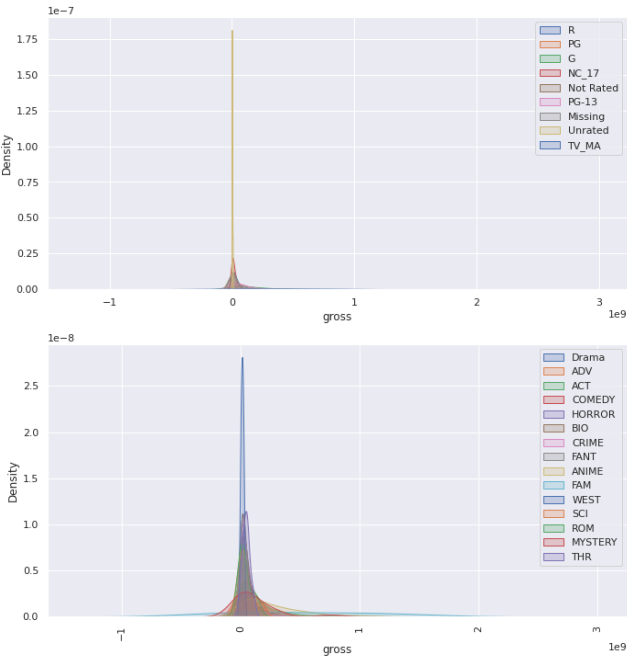 1e−7
1.75
1.50
1.25
1.00
0.75
0.50
0.25
0.00
Density
−1
0
1
2
3
1e9
gross
R
PG
G
NC_17
Not Rated
PG-13
Missing
Unrated
TV_MA
1e−8
2.5
2.0
1.5
1.0
0.5
0.0
Density
−1
0
1
2
3
1e9
gross
Drama
ADV
ACT
COMEDY
HORROR
BIO
CRIME
FANT
ANIME
FAM
WEST
SCI
ROM
MYSTERY
THR